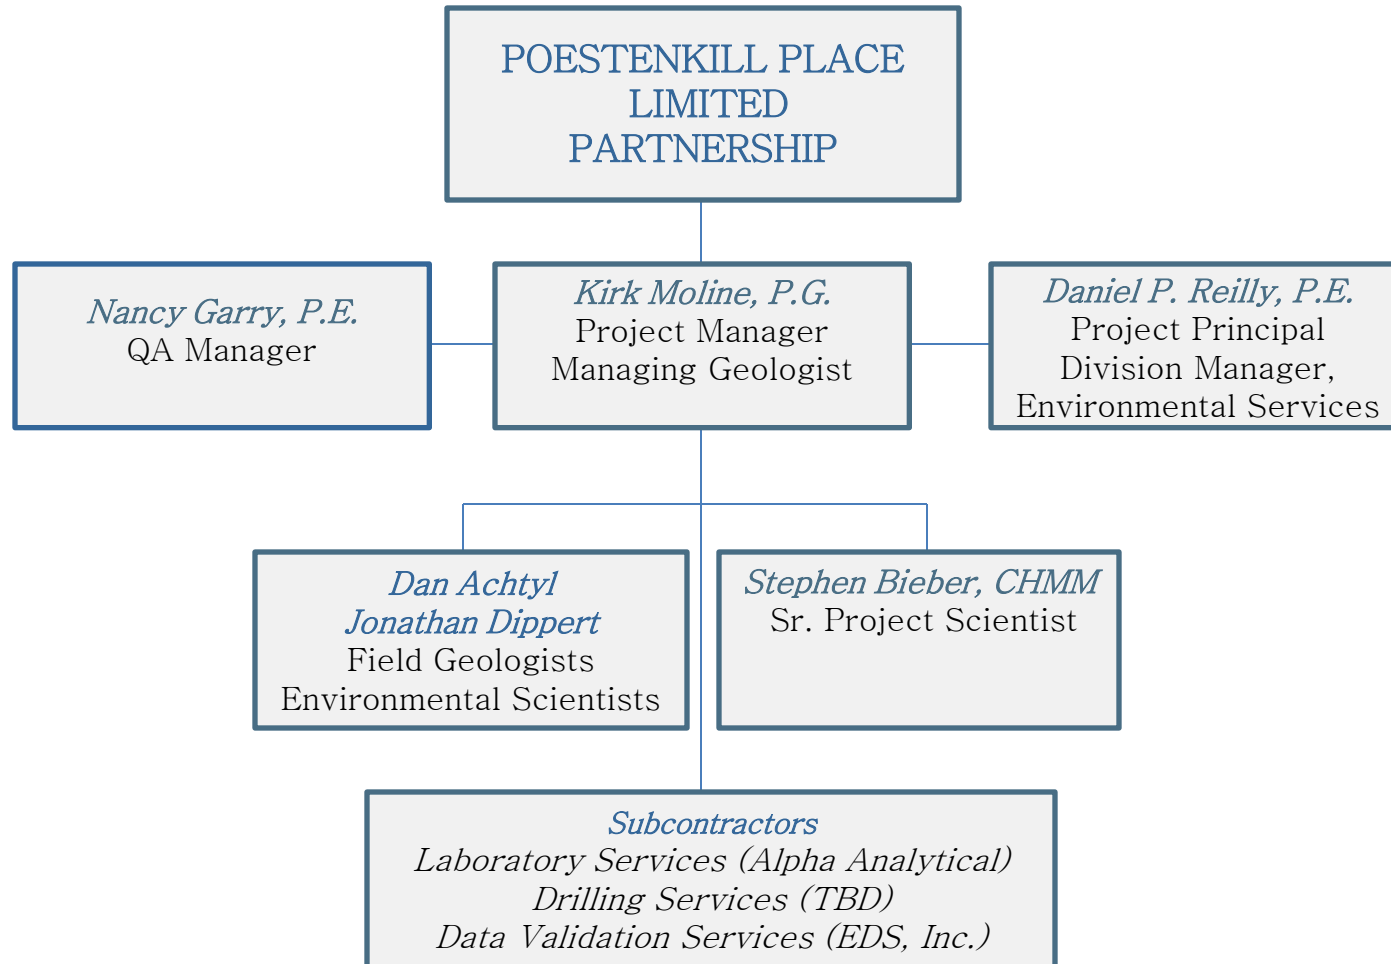 POESTENKILL PLACE
LIMITED
PARTNERSHIP
Nancy Garry, P.E.
QA Manager
Kirk Moline, P.G.
Project Manager
Managing Geologist
Daniel P. Reilly, P.E.
Project Principal
Division Manager,
Environmental Services
Dan Achtyl
Jonathan Dippert
Field Geologists
Environmental Scientists
Stephen Bieber, CHMM
Sr. Project Scientist
Subcontractors
Laboratory Services (Alpha Analytical)
Drilling Services (TBD)
Data Validation Services (EDS, Inc.)